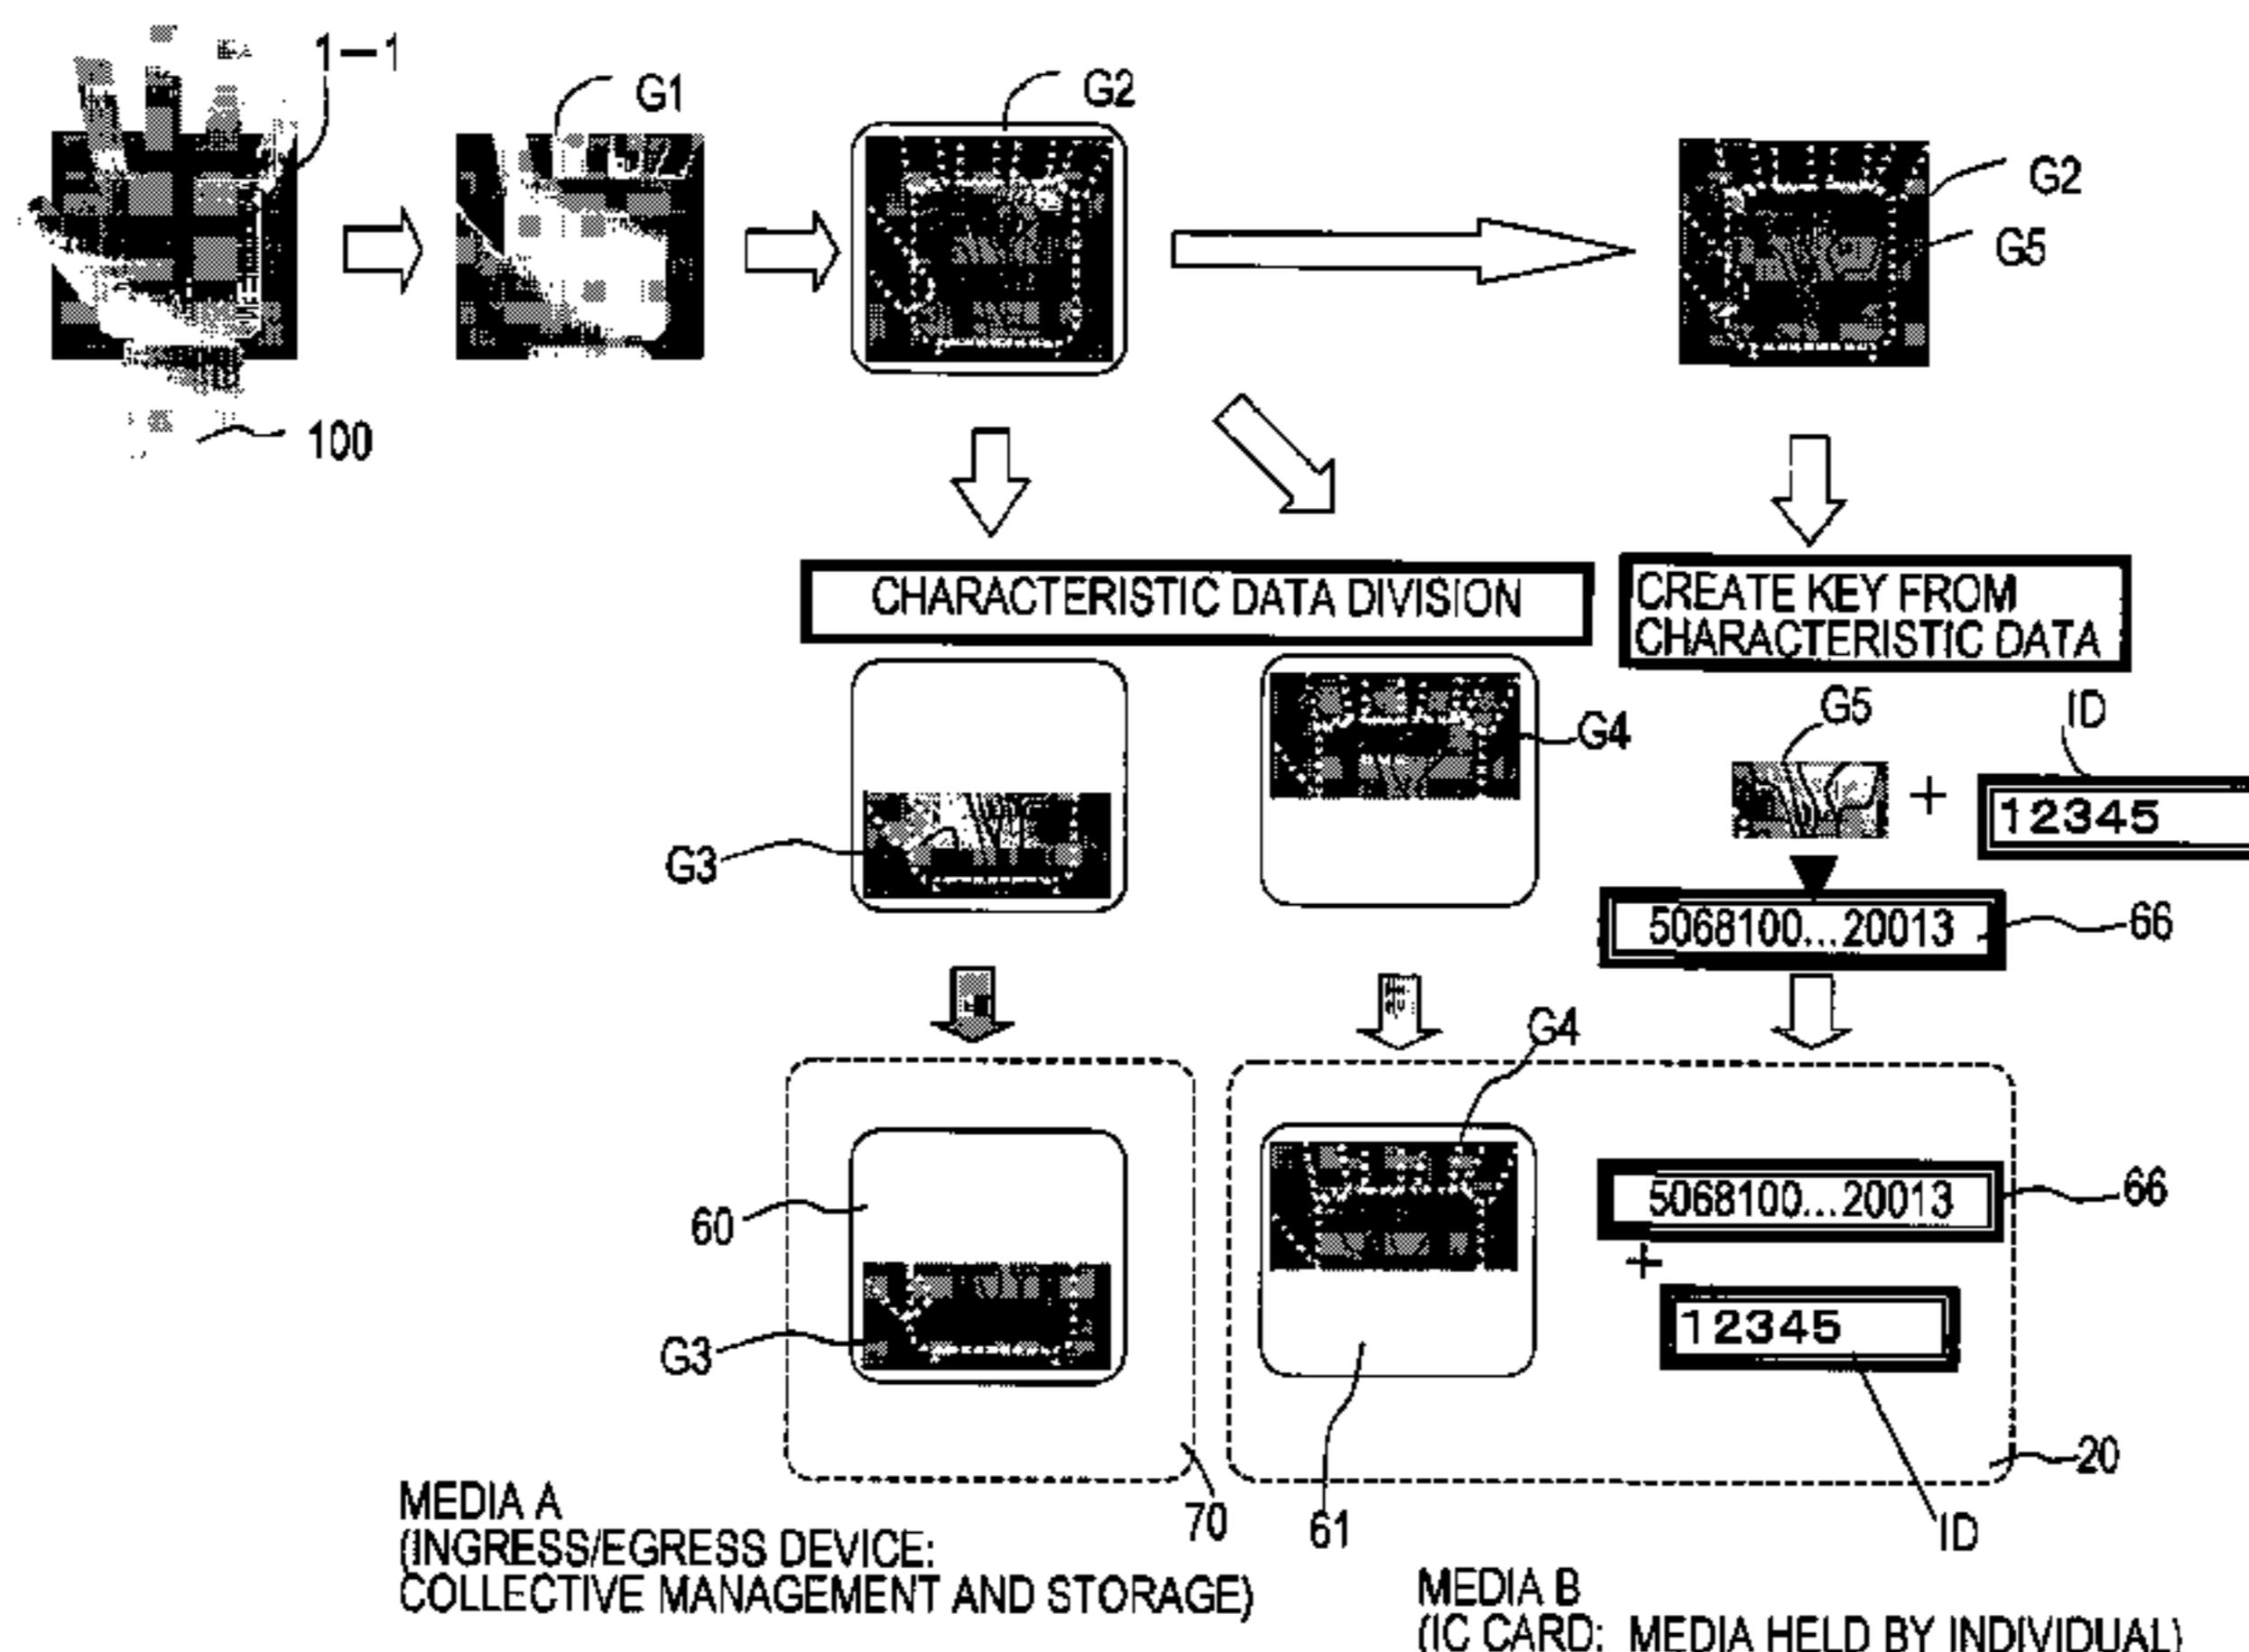 1-1
G1
G2
G2
G5
100
CHARACTERISTIC DATA DIVISION
CREATE KEY FROM
CHARACTERISTIC DATA
G5
ID
G4
+
12345
G3
5068100...20013
66
G4
60
5068100...20013
66
+
12345
G3
20
70
61
ID
MEDIA A
(INGRESS/EGRESS DEVICE:
COLLECTIVE MANAGEMENT AND STORAGE)
MEDIA B
(IC CARD: MEDIA HELD BY INDIVIDUAL)